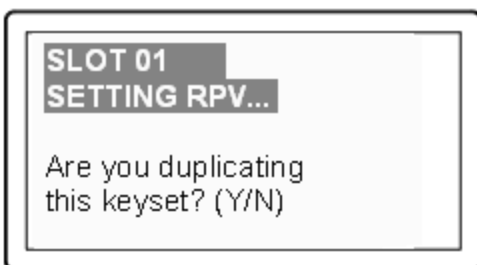 SLOT 01
SETTING RPV...
Are you duplicating
this keyset? (Y/N)